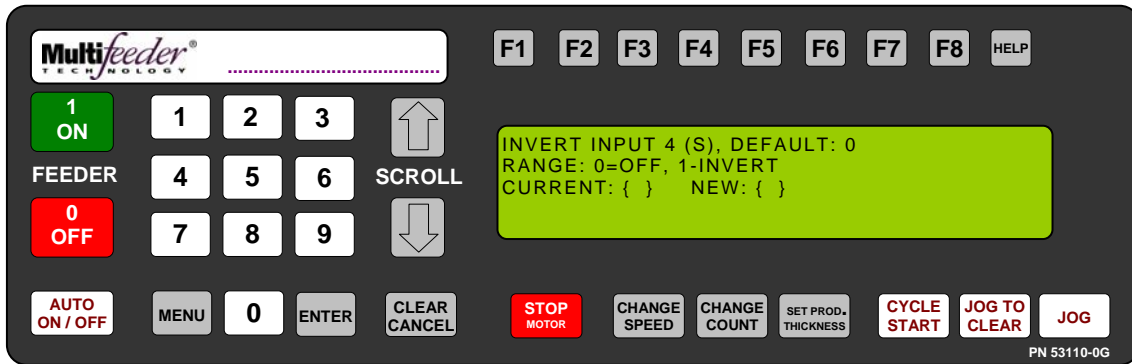 Multifeeder®
TECHNOLOGY
F1 F2 F3 F4 F5 F6 F7 F8 HELP
1
ON
FEEDER
0
OFF
1 2 3
4 5 6
7 8 9
SCROLL
INVERT INPUT 4 (S), DEFAULT: 0
RANGE: 0=OFF, 1-INVERT
CURRENT: { } NEW: { }
AUTO
ON / OFF
MENU
0
ENTER
CLEAR
CANCEL
STOP
MOTOR
CHANGE
SPEED
CHANGE
COUNT
SET PROD.
THICKNESS
CYCLE
START
JOG TO
CLEAR
JOG
PN 53110-0G